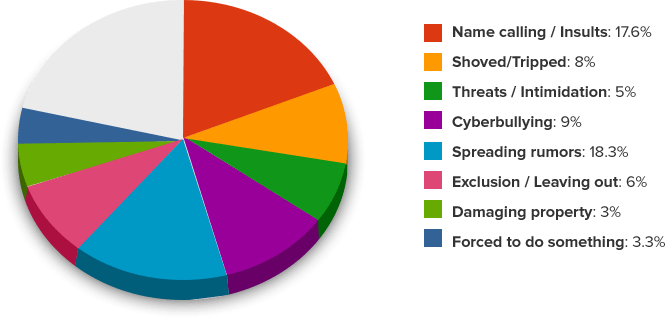 Name calling / Insults: 17.6%
Shoved/Tripped: 8%
Threats / Intimidation: 5%
Cyberbullying: 9%
Spreading rumors: 18.3%
Exclusion / Leaving out: 6%
Damaging property: 3%
Forced to do something: 3.3%